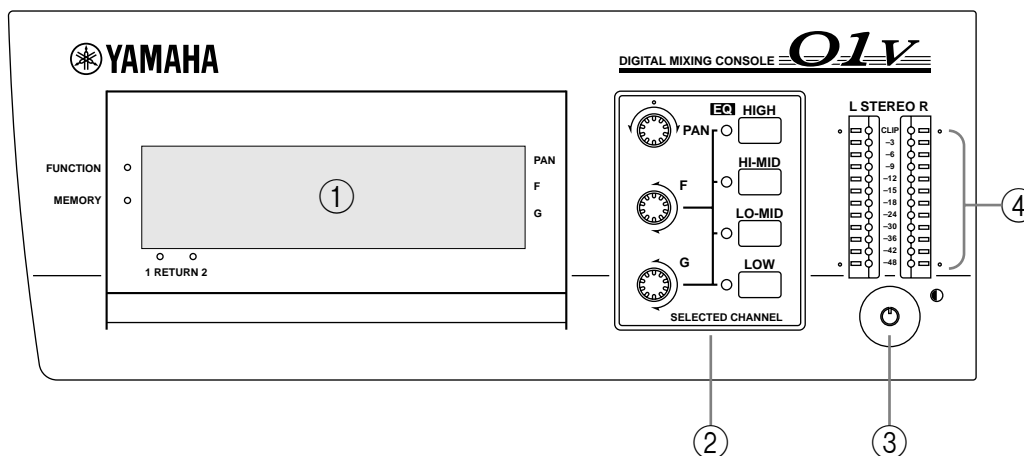 YAMAHA
DIGITAL MIXING CONSOLE 01v
FUNCTION
MEMORY
1 RETURN 2
①
PAN
F
G
EQ HIGH
PAN
HI-MID
F
LO-MID
G
LOW
SELECTED CHANNEL
L STEREO R
CLIP
–3
–6
–9
–12
–15
–18
–24
–30
–36
–42
–48
④
②
③